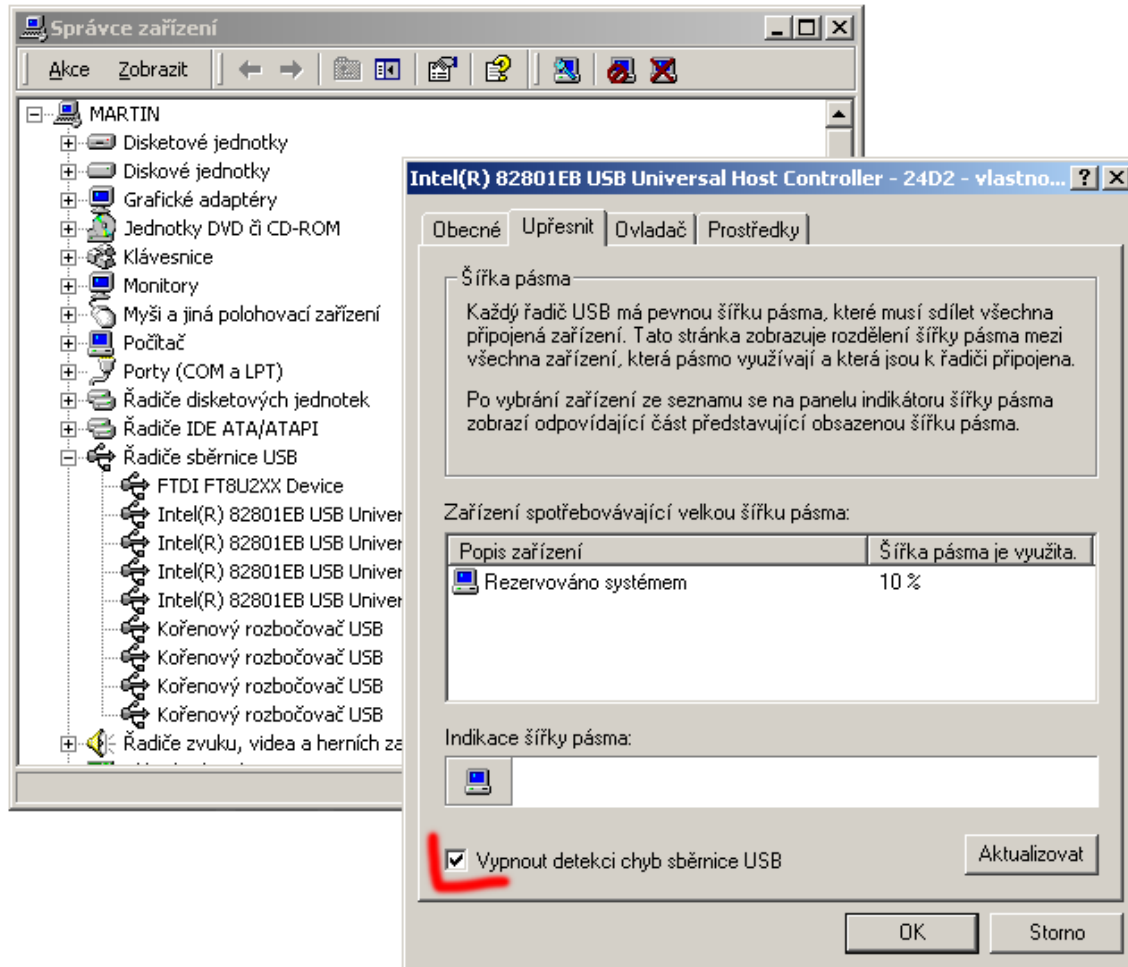 Správce zařízení
Akce Zobrazit
MARTIN
Disketové jednotky
Diskové jednotky
Grafické adaptéry
Jednotky DVD či CD-ROM
Klávesnice
Monitory
Myši a jiná polohovací zařízení
Počítač
Porty (COM a LPT)
Řadiče disketových jednotek
Řadiče IDE ATA/ATAPI
Řadiče sběrnice USB
FTDI FT8U2XX Device
Intel(R) 82801EB USB Univer
Intel(R) 82801EB USB Univer
Intel(R) 82801EB USB Univer
Intel(R) 82801EB USB Univer
Kořenový rozbočovač USB
Kořenový rozbočovač USB
Kořenový rozbočovač USB
Kořenový rozbočovač USB
Řadiče zvuku, videa a herních za
Intel(R) 82801EB USB Universal Host Controller - 24D2 - vlastno...
Obecné Upřesnit Ovladač Prostředky
Šířka pásma
Každý řadič USB má pevnou šířku pásma, které musí sdílet všechna
připojená zařízení. Tato stránka zobrazuje rozdělení šířky pásma mezi
všechna zařízení, která pásmo využívají a která jsou k řadiči připojena.
Po vybrání zařízení ze seznamu se na panelu indikátoru šířky pásma
zobrazí odpovídající část představující obsazenou šířku pásma.
Zařízení spotřebovávající velkou šířku pásma:
Popis zařízení Šířka pásma je využita.
Rezervováno systémem 10 %
Indikace šířky pásma:
Vypnout detekci chyb sběrnice USB
Aktualizovat
OK Storno